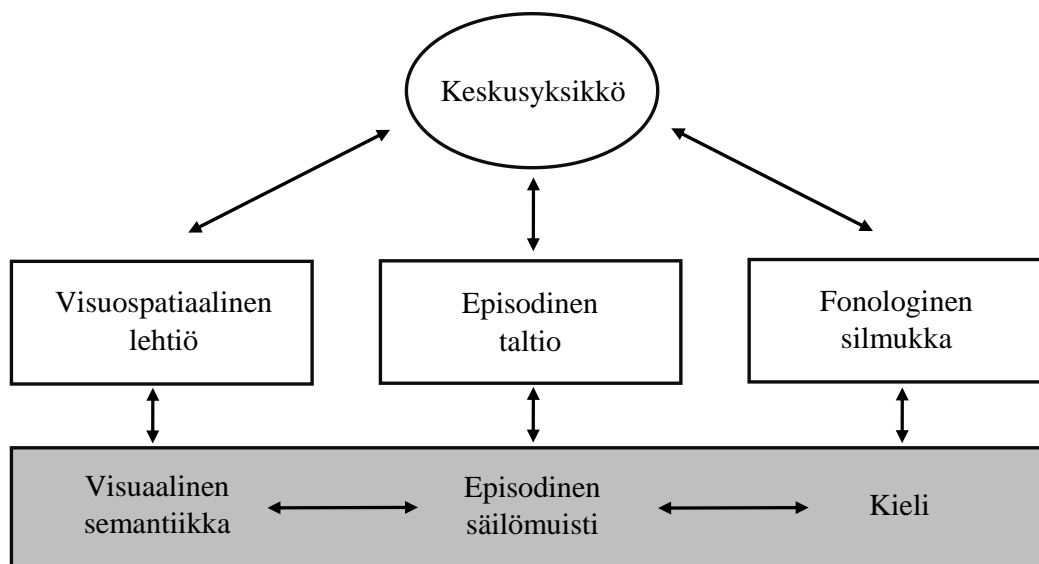 Keskusyksikkö
Visuospatiaalinen
lehtiö
Episodinen
taltio
Fonologinen
silmukka
Visuaalinen
semantiikka
Episodinen
säilömuisti
Kieli